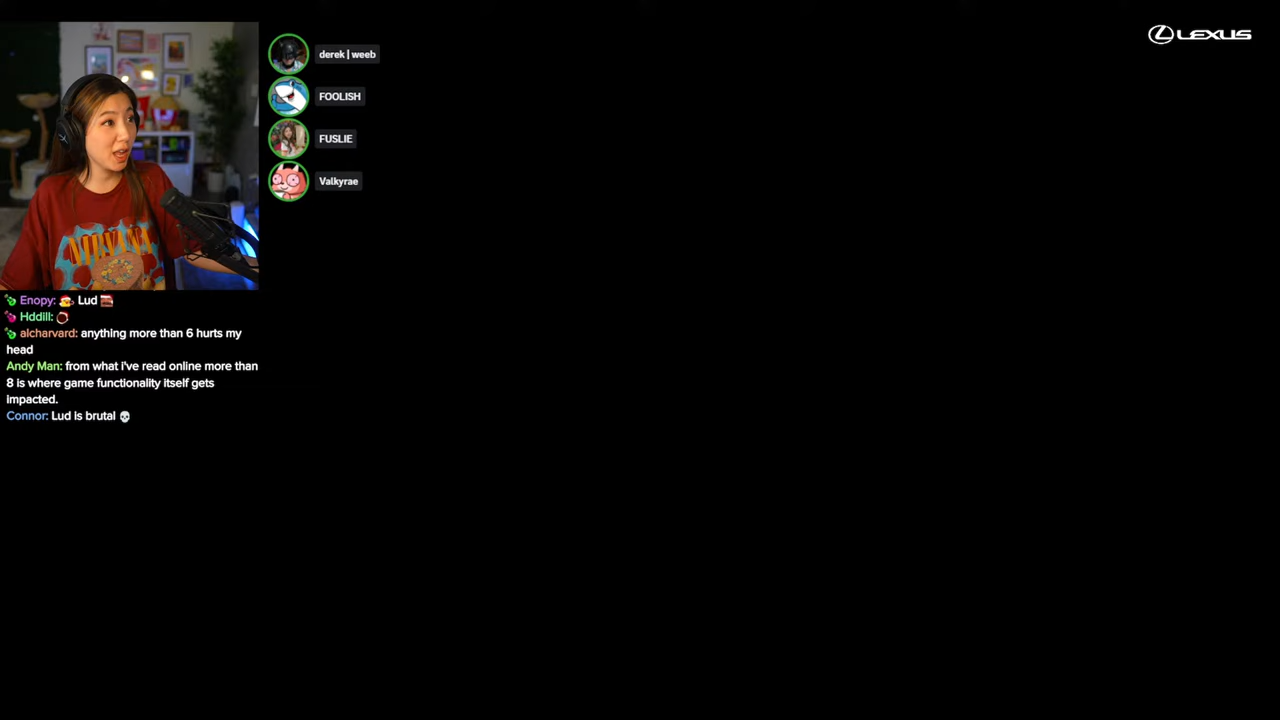 LEXUS
derek | weeb
FOOLISH
FUSLIE
Valkyrae
NIRVANA
Enopy: Lud
Hddill:
alcharvard: anything more than 6 hurts my
head
Andy Man: from what i've read online more than
8 is where game functionality itself gets
impacted.
Connor: Lud is brutal 💀